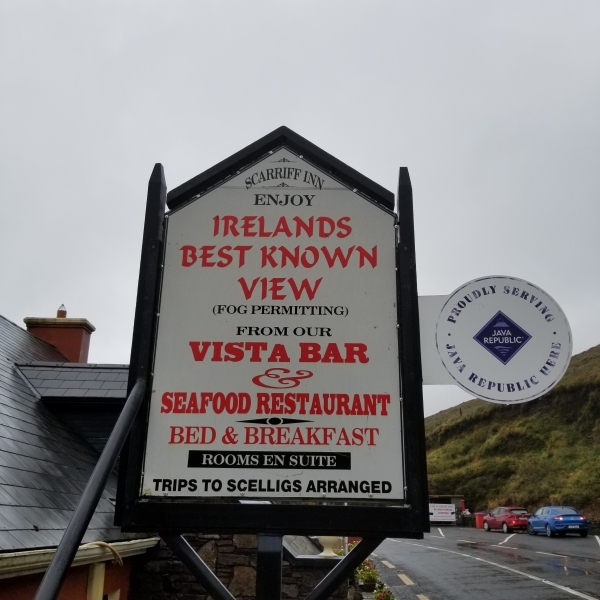 SCARRIFF INN
ENJOY
IRELANDS
BEST KNOWN
VIEW
(FOG PERMITTING)
FROM OUR
VISTA BAR
&
SEAFOOD RESTAURANT
BED & BREAKFAST
ROOMS EN SUITE
TRIPS TO SCELLIGS ARRANGED
· PROUDLY SERVING ·
JAVA
REPUBLIC
JAVA REPUBLIC HERE